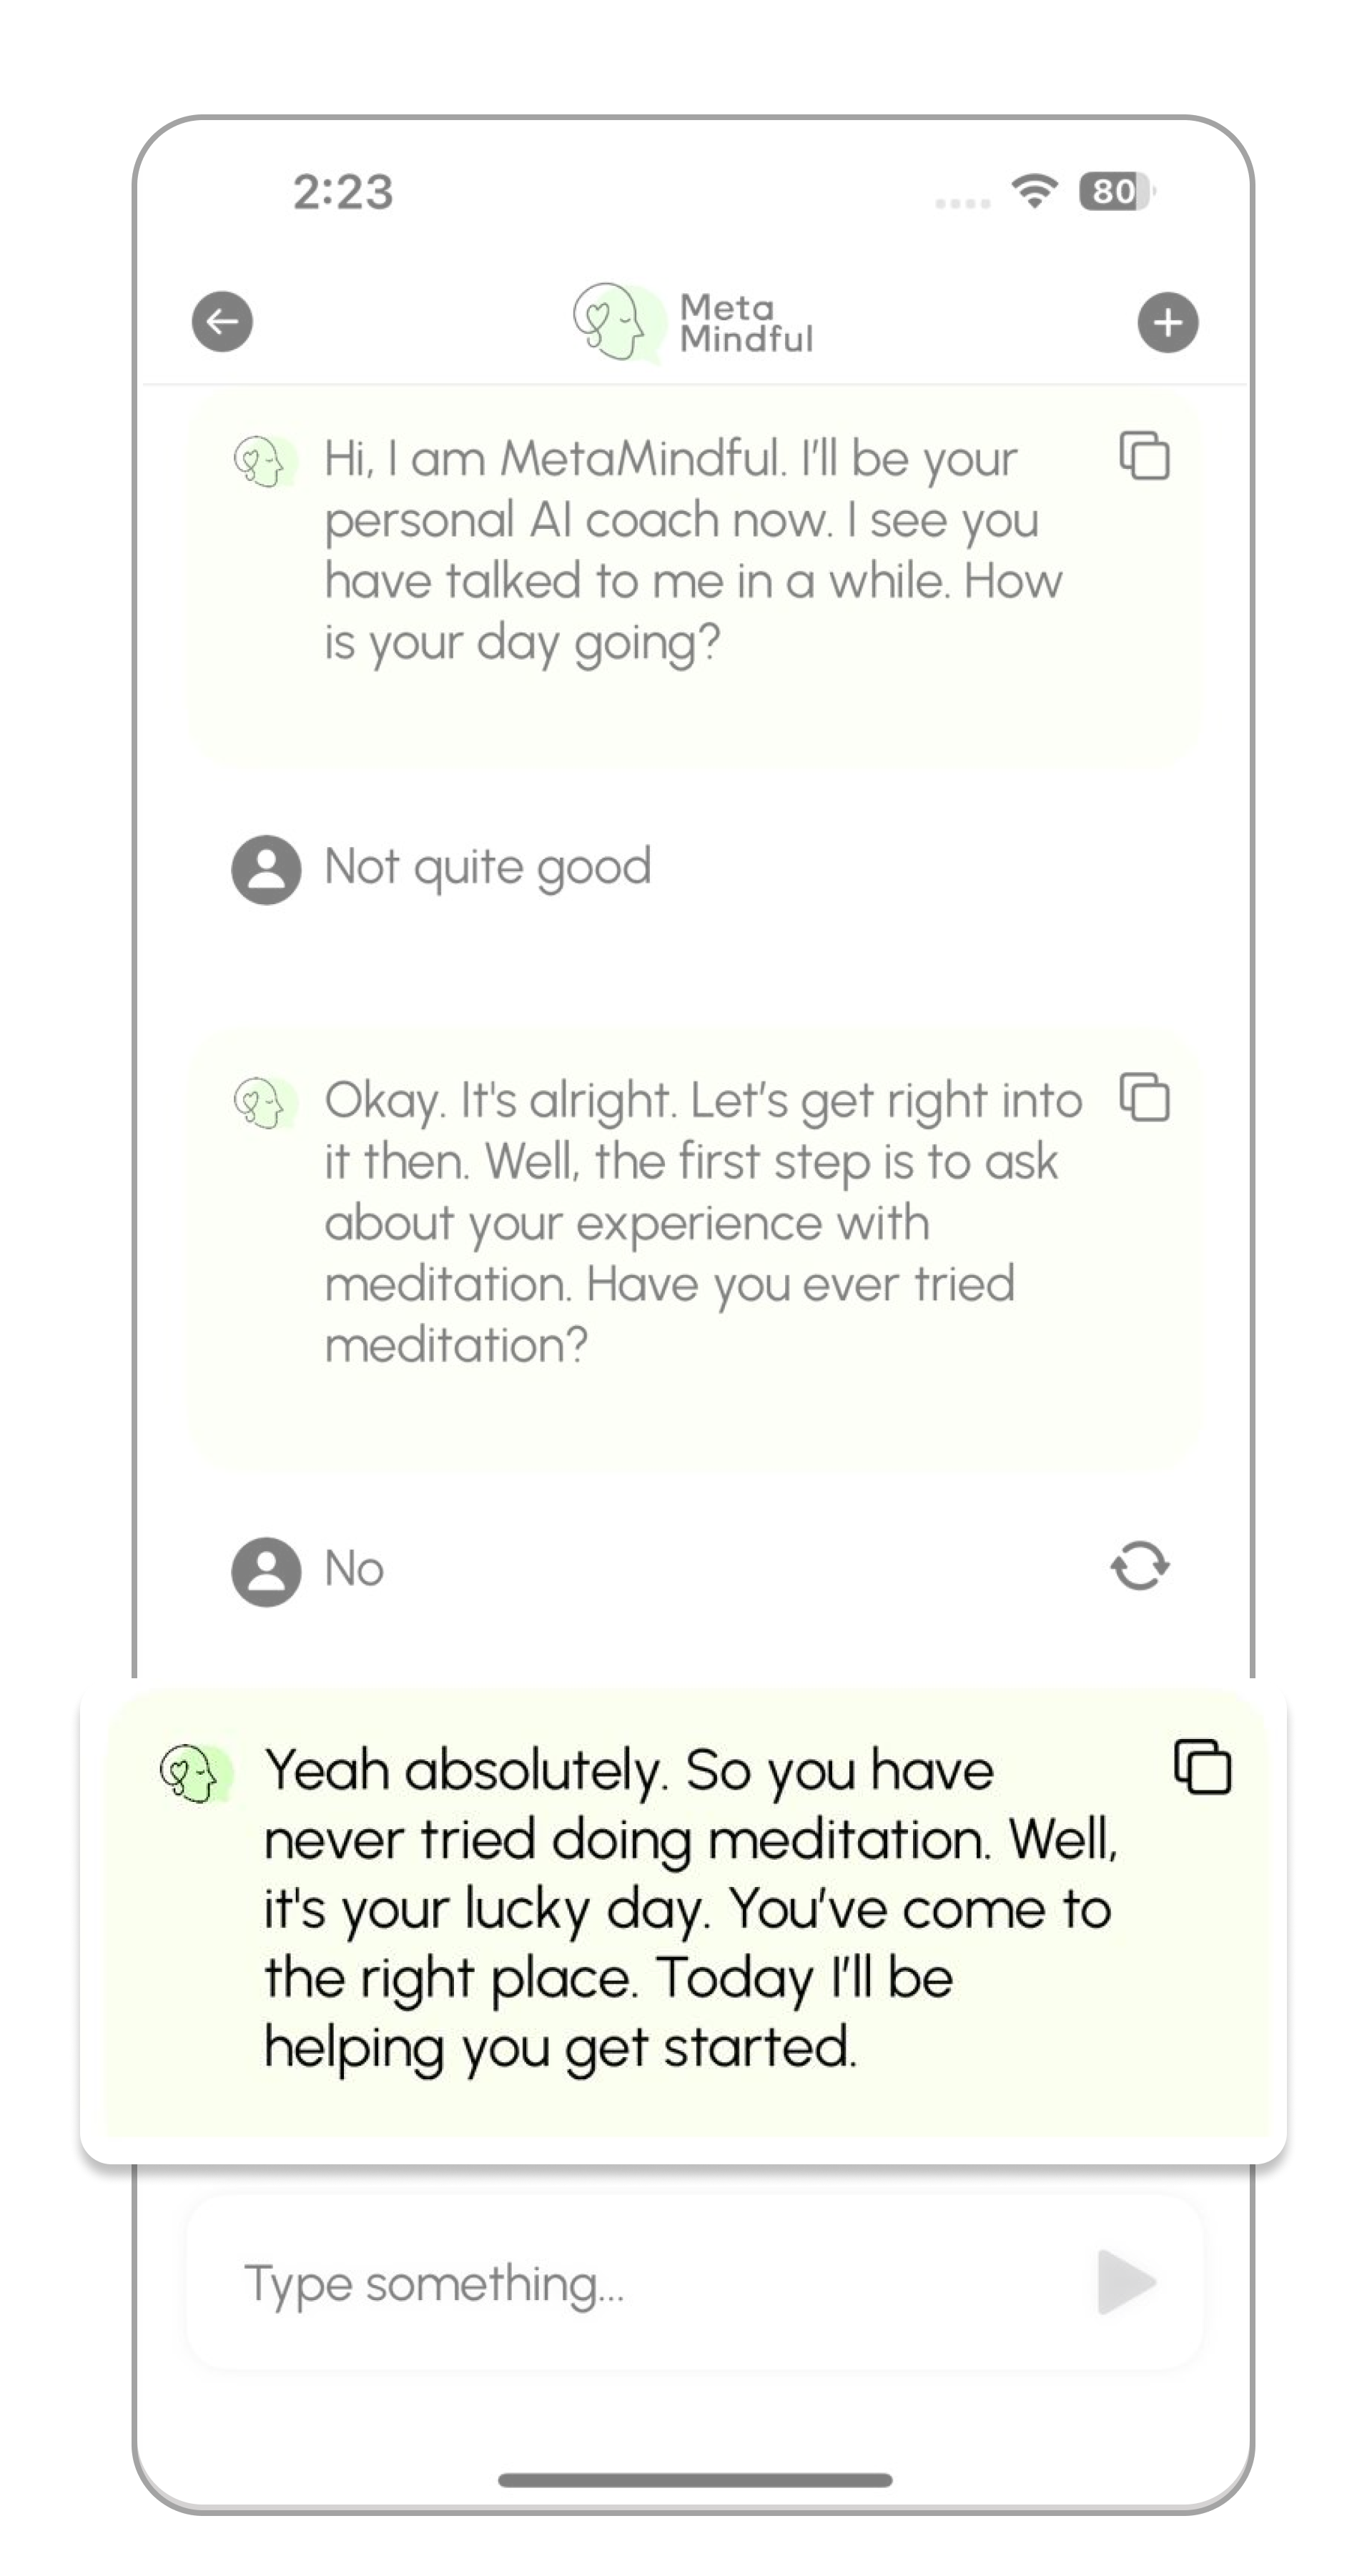 2:23
80
Meta
Mindful
Hi, I am MetaMindful. I'll be your
personal AI coach now. I see you
have talked to me in a while. How
is your day going?
Not quite good
Okay. It's alright. Let's get right into
it then. Well, the first step is to ask
about your experience with
meditation. Have you ever tried
meditation?
No
Yeah absolutely. So you have
never tried doing meditation. Well,
it's your lucky day. You've come to
the right place. Today I'll be
helping you get started.
Type something...